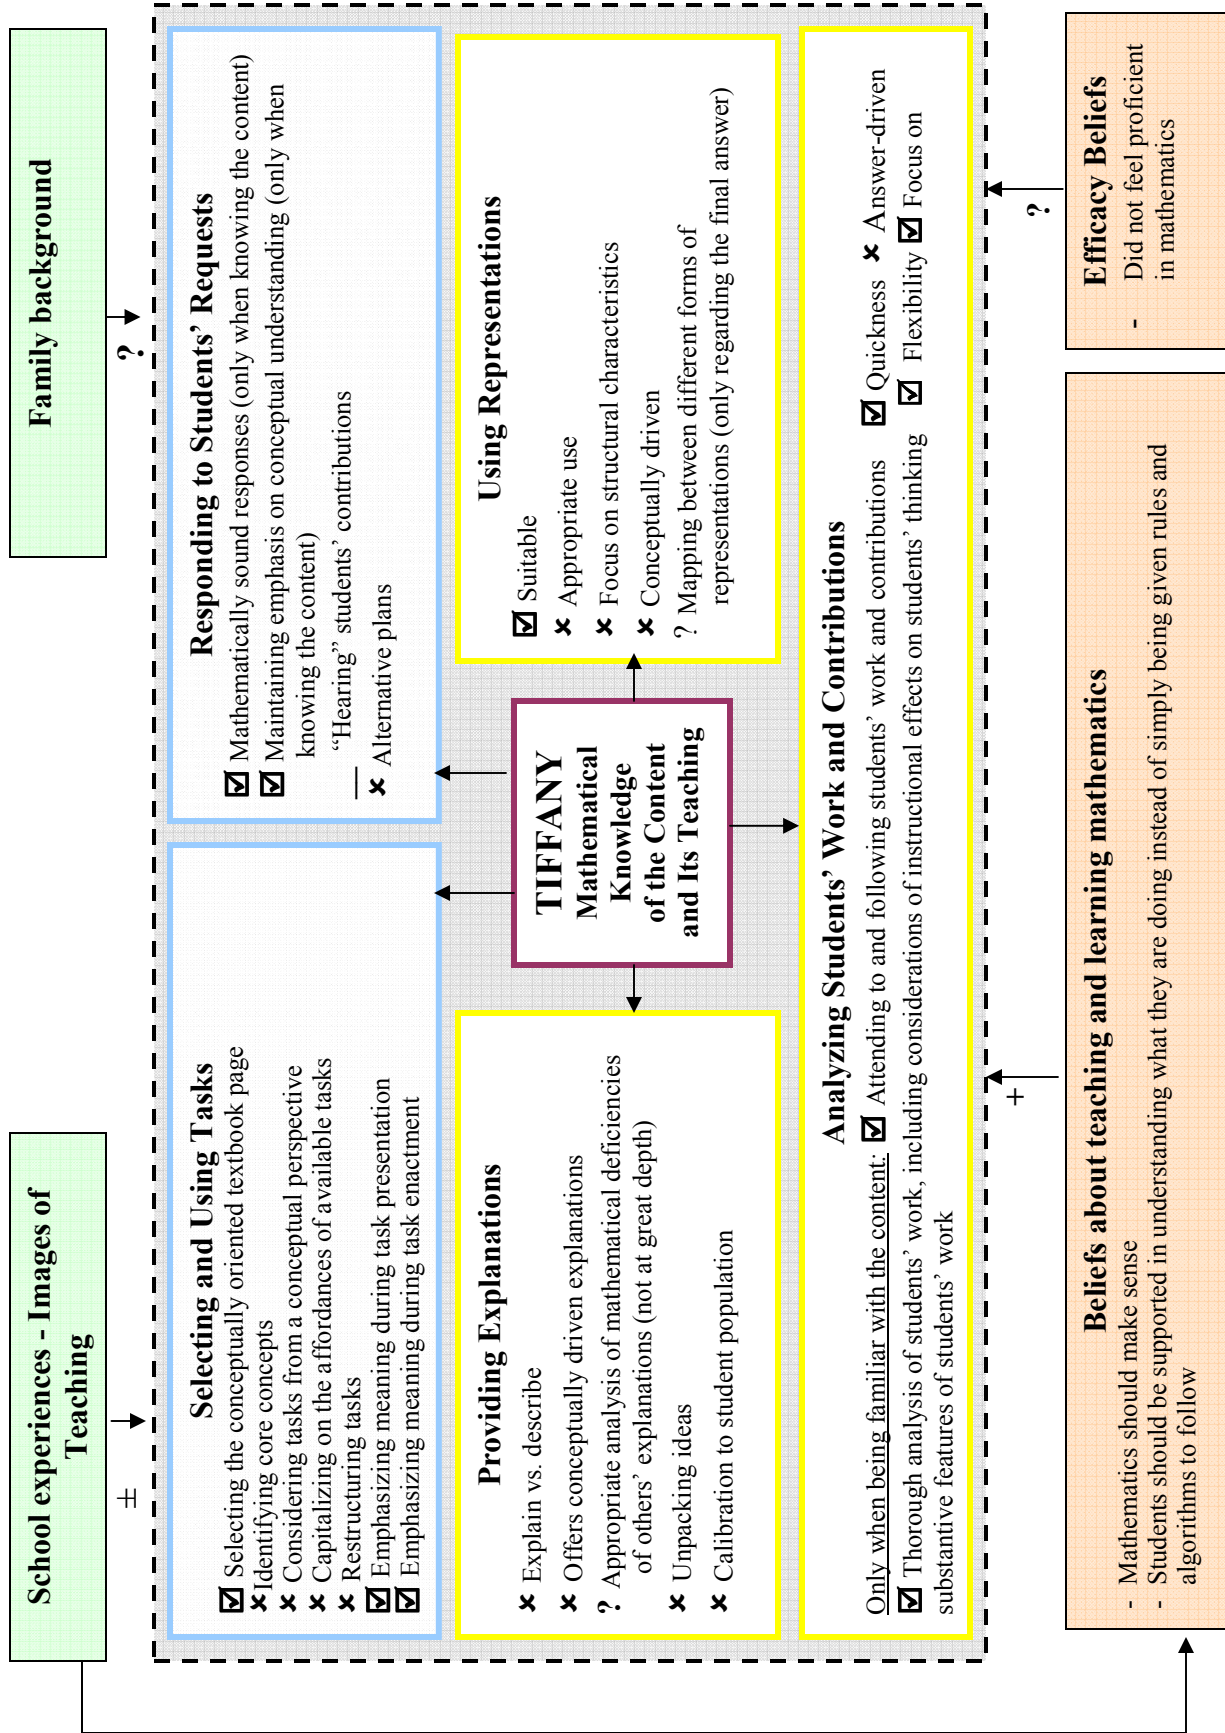 School experiences - Images of
Teaching
Family background
±
?
Selecting and Using Tasks
☑ Selecting the conceptually oriented textbook page
✘Identifying core concepts
✘ Considering tasks from a conceptual perspective
✘ Capitalizing on the affordances of available tasks
✘ Restructuring tasks
☑ Emphasizing meaning during task presentation
☑ Emphasizing meaning during task enactment
Responding to Students’ Requests
☑ Mathematically sound responses (only when knowing the content)
☑ Maintaining emphasis on conceptual understanding (only when
knowing the content)
__ “Hearing” students’ contributions
✘ Alternative plans
Providing Explanations
✘ Explain vs. describe
✘ Offers conceptually driven explanations
? Appropriate analysis of mathematical deficiencies
of others’ explanations (not at great depth)
✘ Unpacking ideas
✘ Calibration to student population
TIFFANY
Mathematical
Knowledge
of the Content
and Its Teaching
Using Representations
☑ Suitable
✘ Appropriate use
✘ Focus on structural characteristics
✘ Conceptually driven
? Mapping between different forms of
representations (only regarding the final answer)
Analyzing Students’ Work and Contributions
Only when being familiar with the content: ☑ Attending to and following students’ work and contributions ☑ Quickness ✘ Answer-driven
☑ Thorough analysis of students’ work, including considerations of instructional effects on students’ thinking ☑ Flexibility ☑ Focus on
substantive features of students’ work
+
?
Beliefs about teaching and learning mathematics
- Mathematics should make sense
- Students should be supported in understanding what they are doing instead of simply being given rules and
algorithms to follow
Efficacy Beliefs
- Did not feel proficient
in mathematics